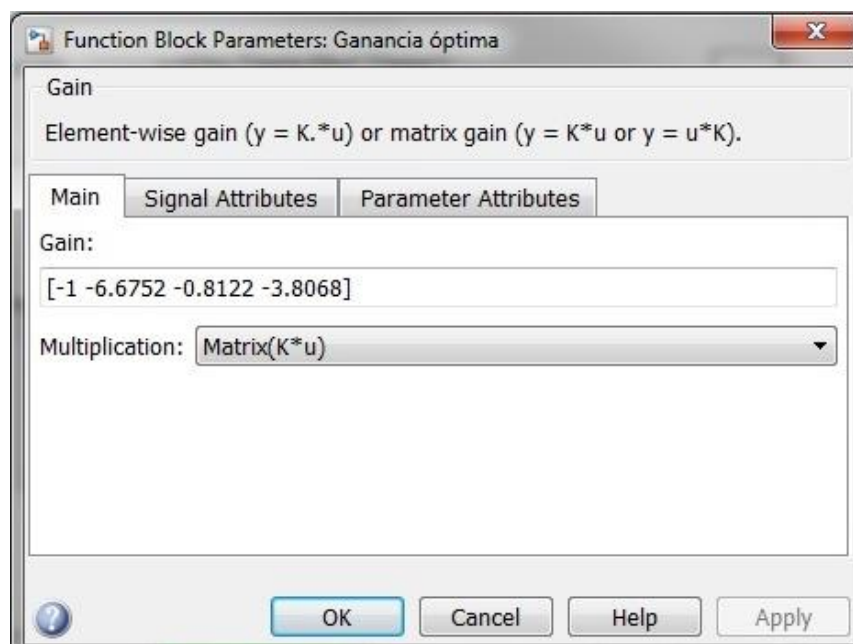 Function Block Parameters: Ganancia óptima
Gain
Element-wise gain (y = K.*u) or matrix gain (y = K*u or y = u*K).
Main Signal Attributes Parameter Attributes
Gain:
[-1 -6.6752 -0.8122 -3.8068]
Multiplication: Matrix(K*u)
OK Cancel Help Apply